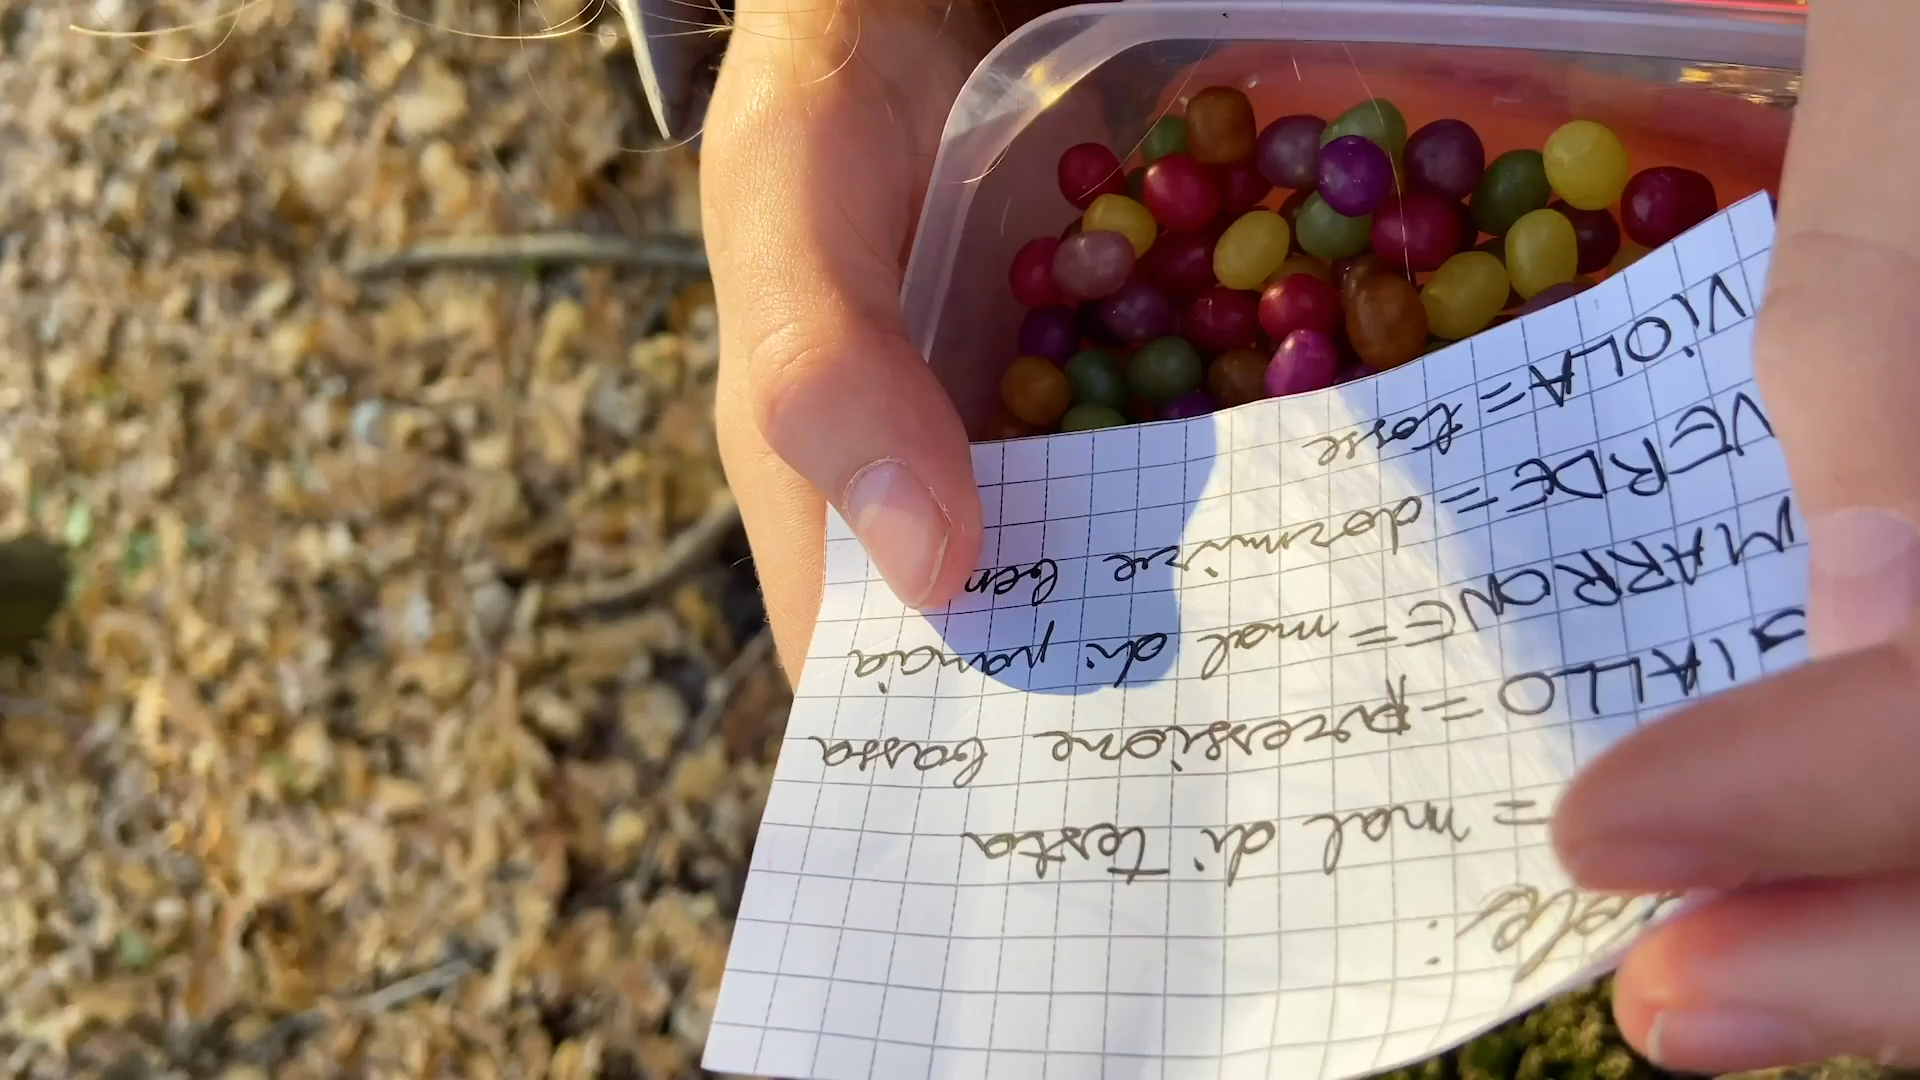 = mal di testa
GIALLO = pressione bassa
MARRONE = mal di pancia
VERDE = dormire ben
VIOLA = tosse